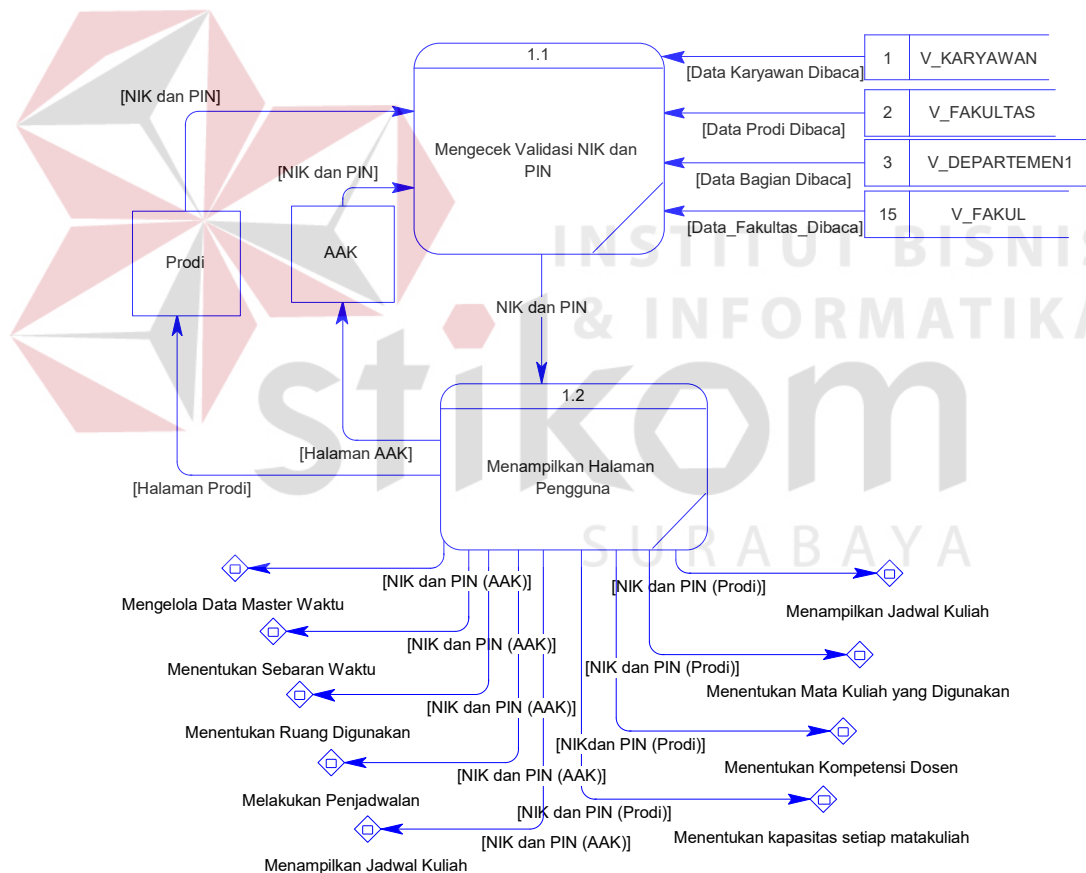 1.1
Mengecek Validasi NIK dan
PIN
1 V_KARYAWAN
[Data Karyawan Dibaca]
2 V_FAKULTAS
[Data Prodi Dibaca]
3 V_DEPARTEMEN1
[Data Bagian Dibaca]
15 V_FAKUL
[Data_Fakultas_Dibaca]
[NIK dan PIN]
[NIK dan PIN]
Prodi
AAK
INSTITUT BISNIS
& INFORMATIKA
stikom
SURABAYA
NIK dan PIN
1.2
Menampilkan Halaman
Pengguna
[Halaman AAK]
[Halaman Prodi]
[NIK dan PIN (AAK)]
Mengelola Data Master Waktu
[NIK dan PIN (AAK)]
Menentukan Sebaran Waktu
[NIK dan PIN (AAK)]
Menentukan Ruang Digunakan
[NIK dan PIN (AAK)]
Melakukan Penjadwalan
[NIK dan PIN (AAK)]
Menampilkan Jadwal Kuliah
[NIK dan PIN (Prodi)]
Menampilkan Jadwal Kuliah
[NIK dan PIN (Prodi)]
Menentukan Mata Kuliah yang Digunakan
[NIKdan PIN (Prodi)]
Menentukan Kompetensi Dosen
[NIK dan PIN (Prodi)]
Menentukan kapasitas setiap matakuliah